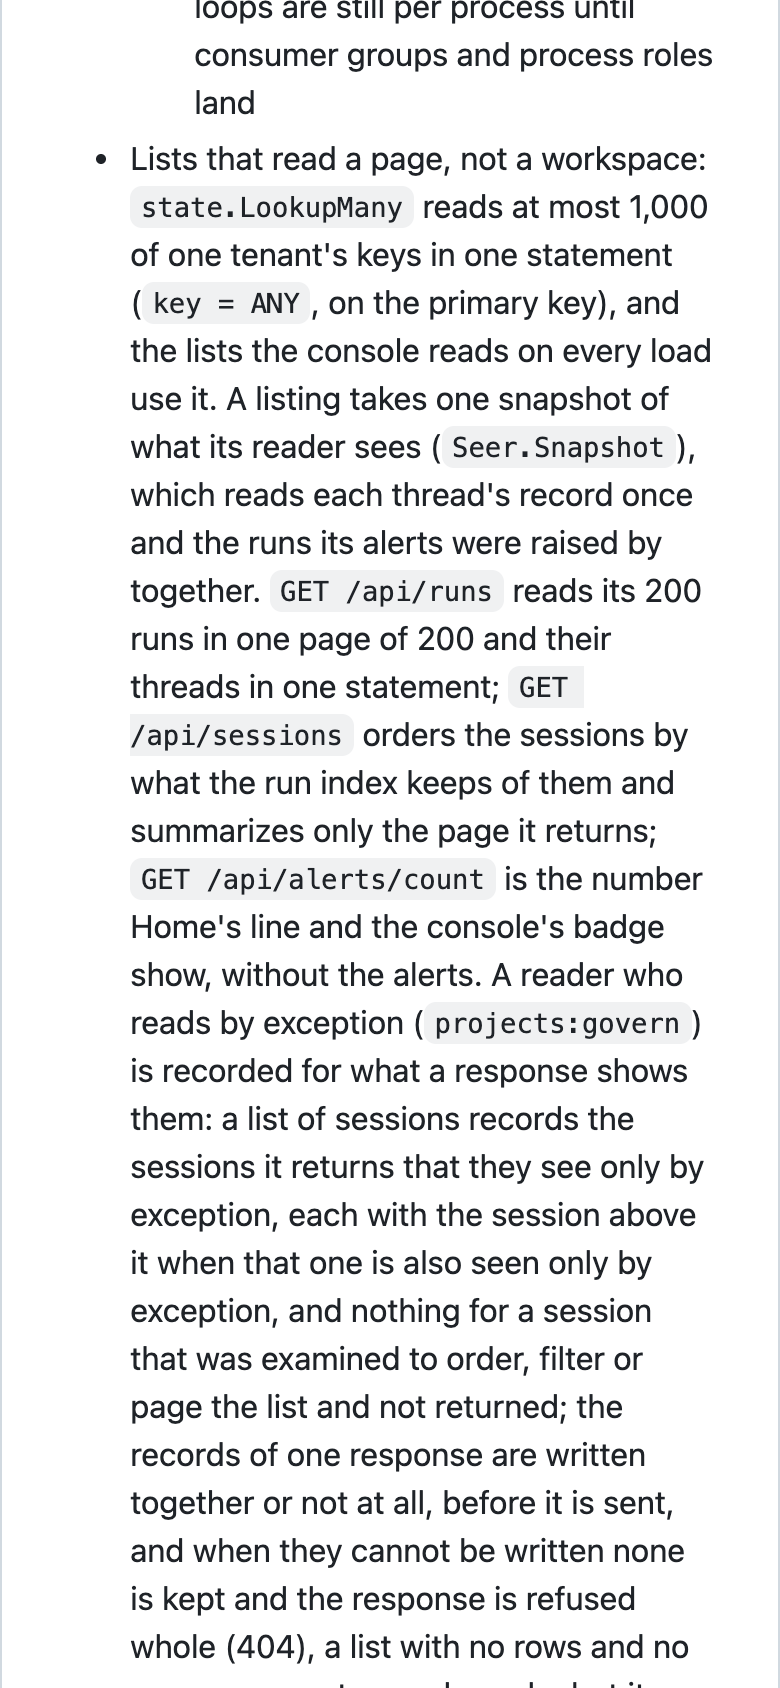 loops are still per process until
consumer groups and process roles
land
• Lists that read a page, not a workspace:
state.LookupMany reads at most 1,000
of one tenant's keys in one statement
(key = ANY, on the primary key), and
the lists the console reads on every load
use it. A listing takes one snapshot of
what its reader sees (Seer.Snapshot),
which reads each thread's record once
and the runs its alerts were raised by
together. GET /api/runs reads its 200
runs in one page of 200 and their
threads in one statement; GET
/api/sessions orders the sessions by
what the run index keeps of them and
summarizes only the page it returns;
GET /api/alerts/count is the number
Home's line and the console's badge
show, without the alerts. A reader who
reads by exception (projects:govern)
is recorded for what a response shows
them: a list of sessions records the
sessions it returns that they see only by
exception, each with the session above
it when that one is also seen only by
exception, and nothing for a session
that was examined to order, filter or
page the list and not returned; the
records of one response are written
together or not at all, before it is sent,
and when they cannot be written none
is kept and the response is refused
whole (404), a list with no rows and no